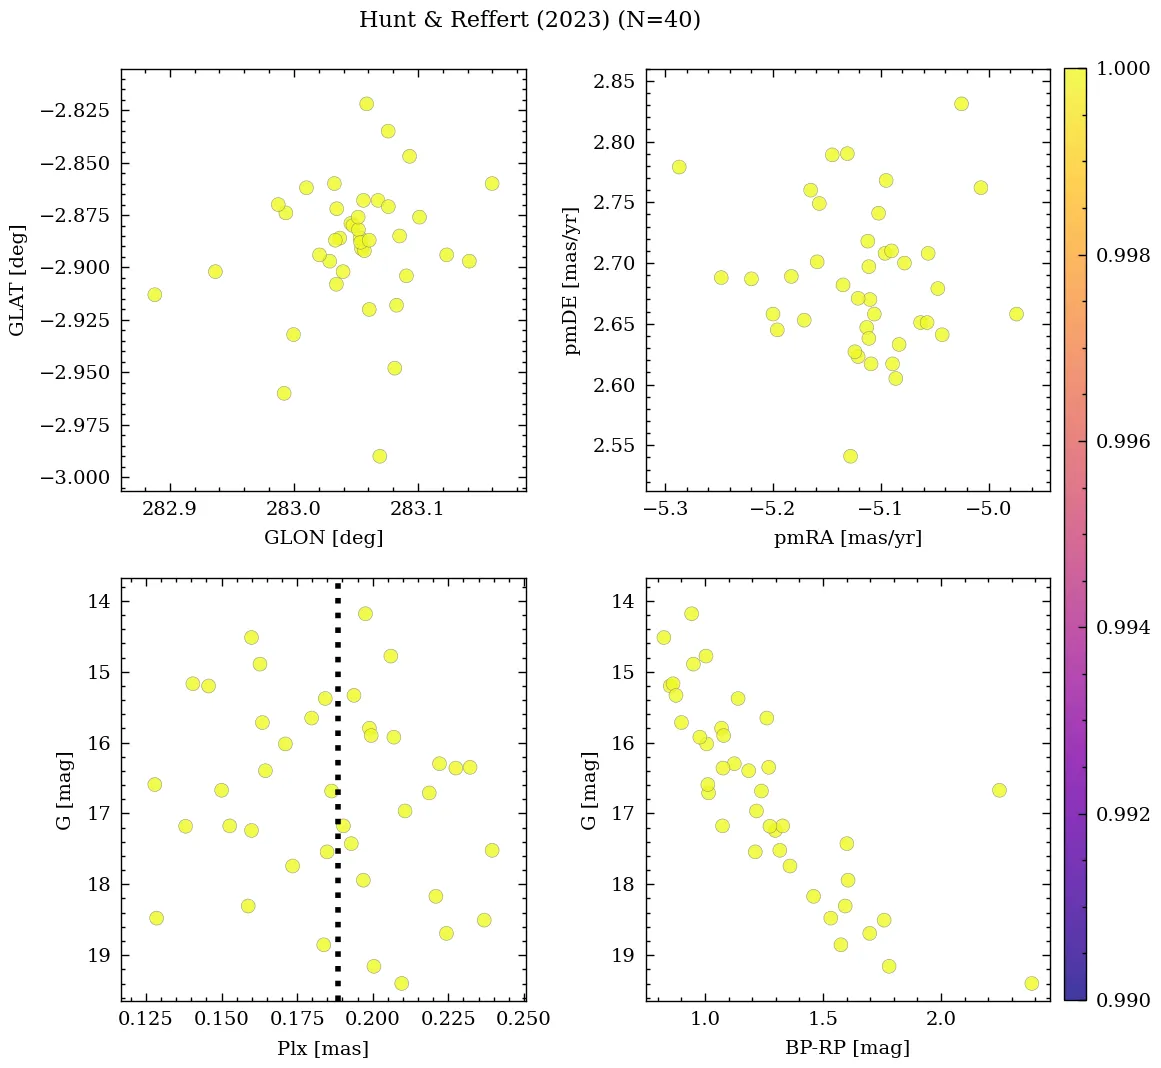 Hunt & Reffert (2023) (N=40)
−2.825
−2.850
−2.875
−2.900
−2.925
−2.950
−2.975
−3.000
GLAT [deg]
282.9 283.0 283.1
GLON [deg]
2.85
2.80
2.75
2.70
2.65
2.60
2.55
pmDE [mas/yr]
−5.3 −5.2 −5.1 −5.0
pmRA [mas/yr]
14
15
16
17
18
19
G [mag]
0.125 0.150 0.175 0.200 0.225 0.250
Plx [mas]
14
15
16
17
18
19
G [mag]
1.0 1.5 2.0
BP-RP [mag]
1.000
0.998
0.996
0.994
0.992
0.990